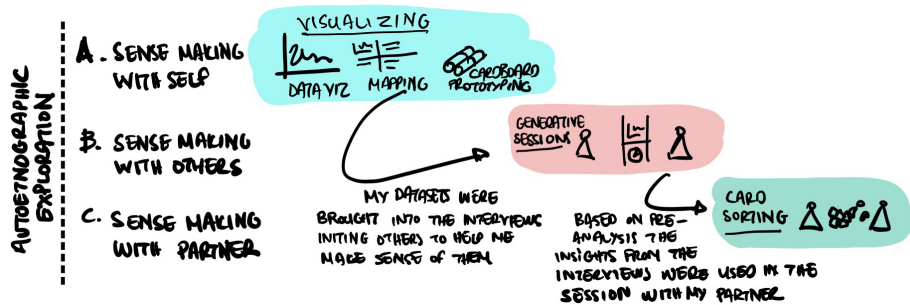 AUTOETNOGRAPHIC
EXPLORATION
A. SENSE MAKING
WITH SELF
B. SENSE MAKING
WITH OTHERS
C. SENSE MAKING
WITH PARTNER
VISUALIZING
DATA VIZ
MAPPING
CARDBOARD
PROTOTYPING
MY DATASETS WERE
BROUGHT INTO THE INTERVIEWS
INITING OTHERS TO HELP ME
MAKE SENSE OF THEM
GENERATIVE
SESSIONS
BASED ON PRE-
ANALYSIS THE
INSIGHTS FROM THE
INTERVIEWS WERE USED IN THE
SESSION WITH MY PARTNER
CARD
SORTING